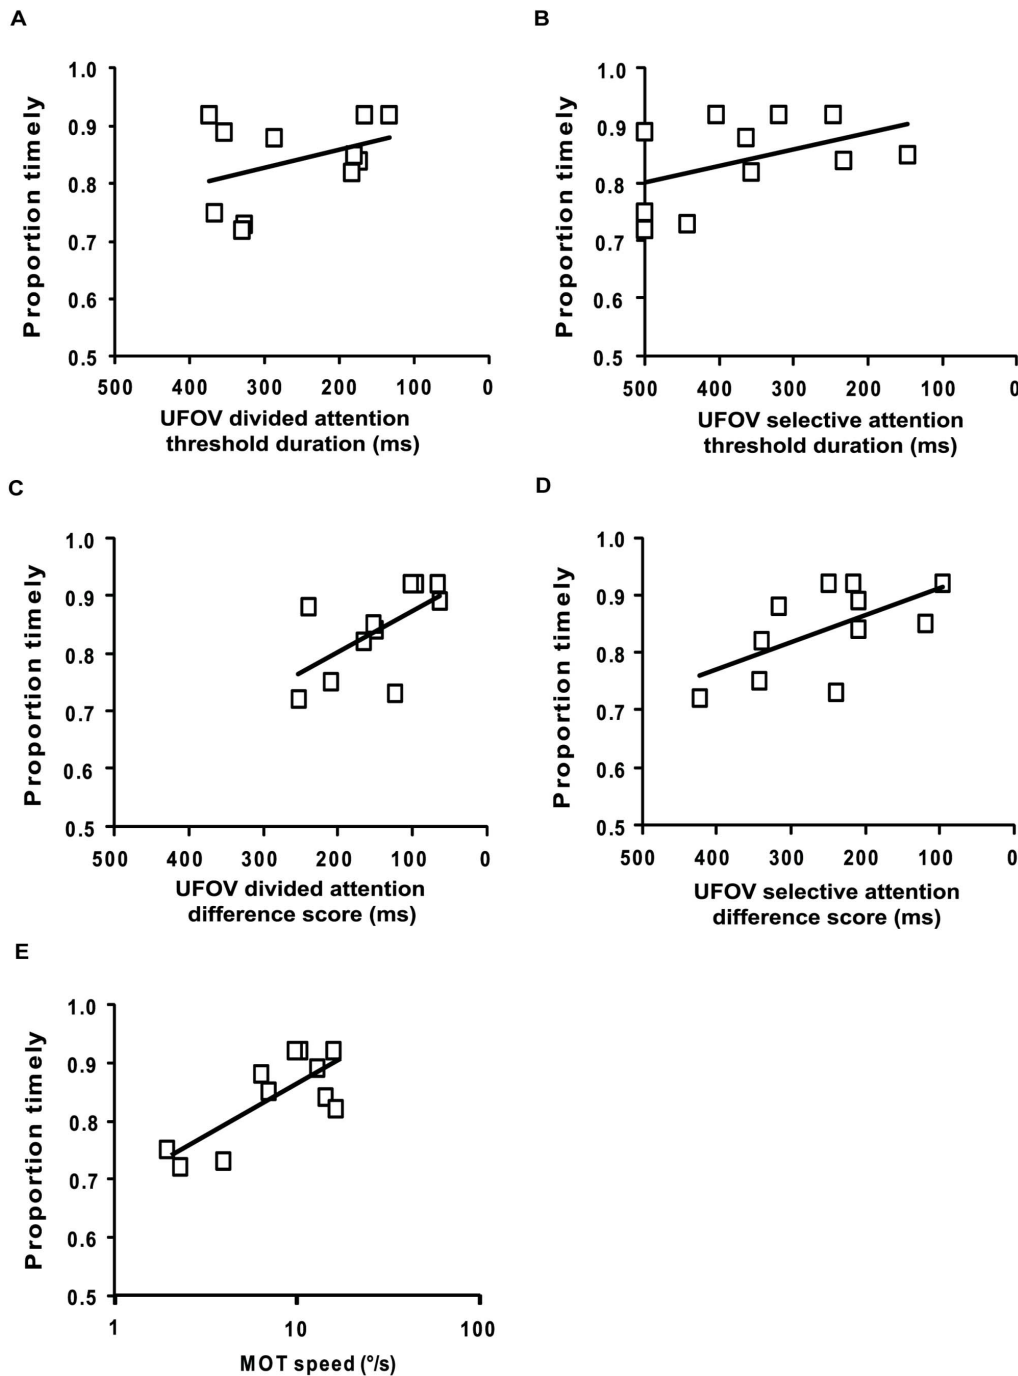 A
Proportion timely
1.0
0.9
0.8
0.7
0.6
0.5
500 400 300 200 100 0
UFOV divided attention
threshold duration (ms)
B
Proportion timely
1.0
0.9
0.8
0.7
0.6
0.5
500 400 300 200 100 0
UFOV selective attention
threshold duration (ms)
C
Proportion timely
1.0
0.9
0.8
0.7
0.6
0.5
500 400 300 200 100 0
UFOV divided attention
difference score (ms)
D
Proportion timely
1.0
0.9
0.8
0.7
0.6
0.5
500 400 300 200 100 0
UFOV selective attention
difference score (ms)
E
Proportion timely
1.0
0.9
0.8
0.7
0.6
0.5
1 10 100
MOT speed (°/s)